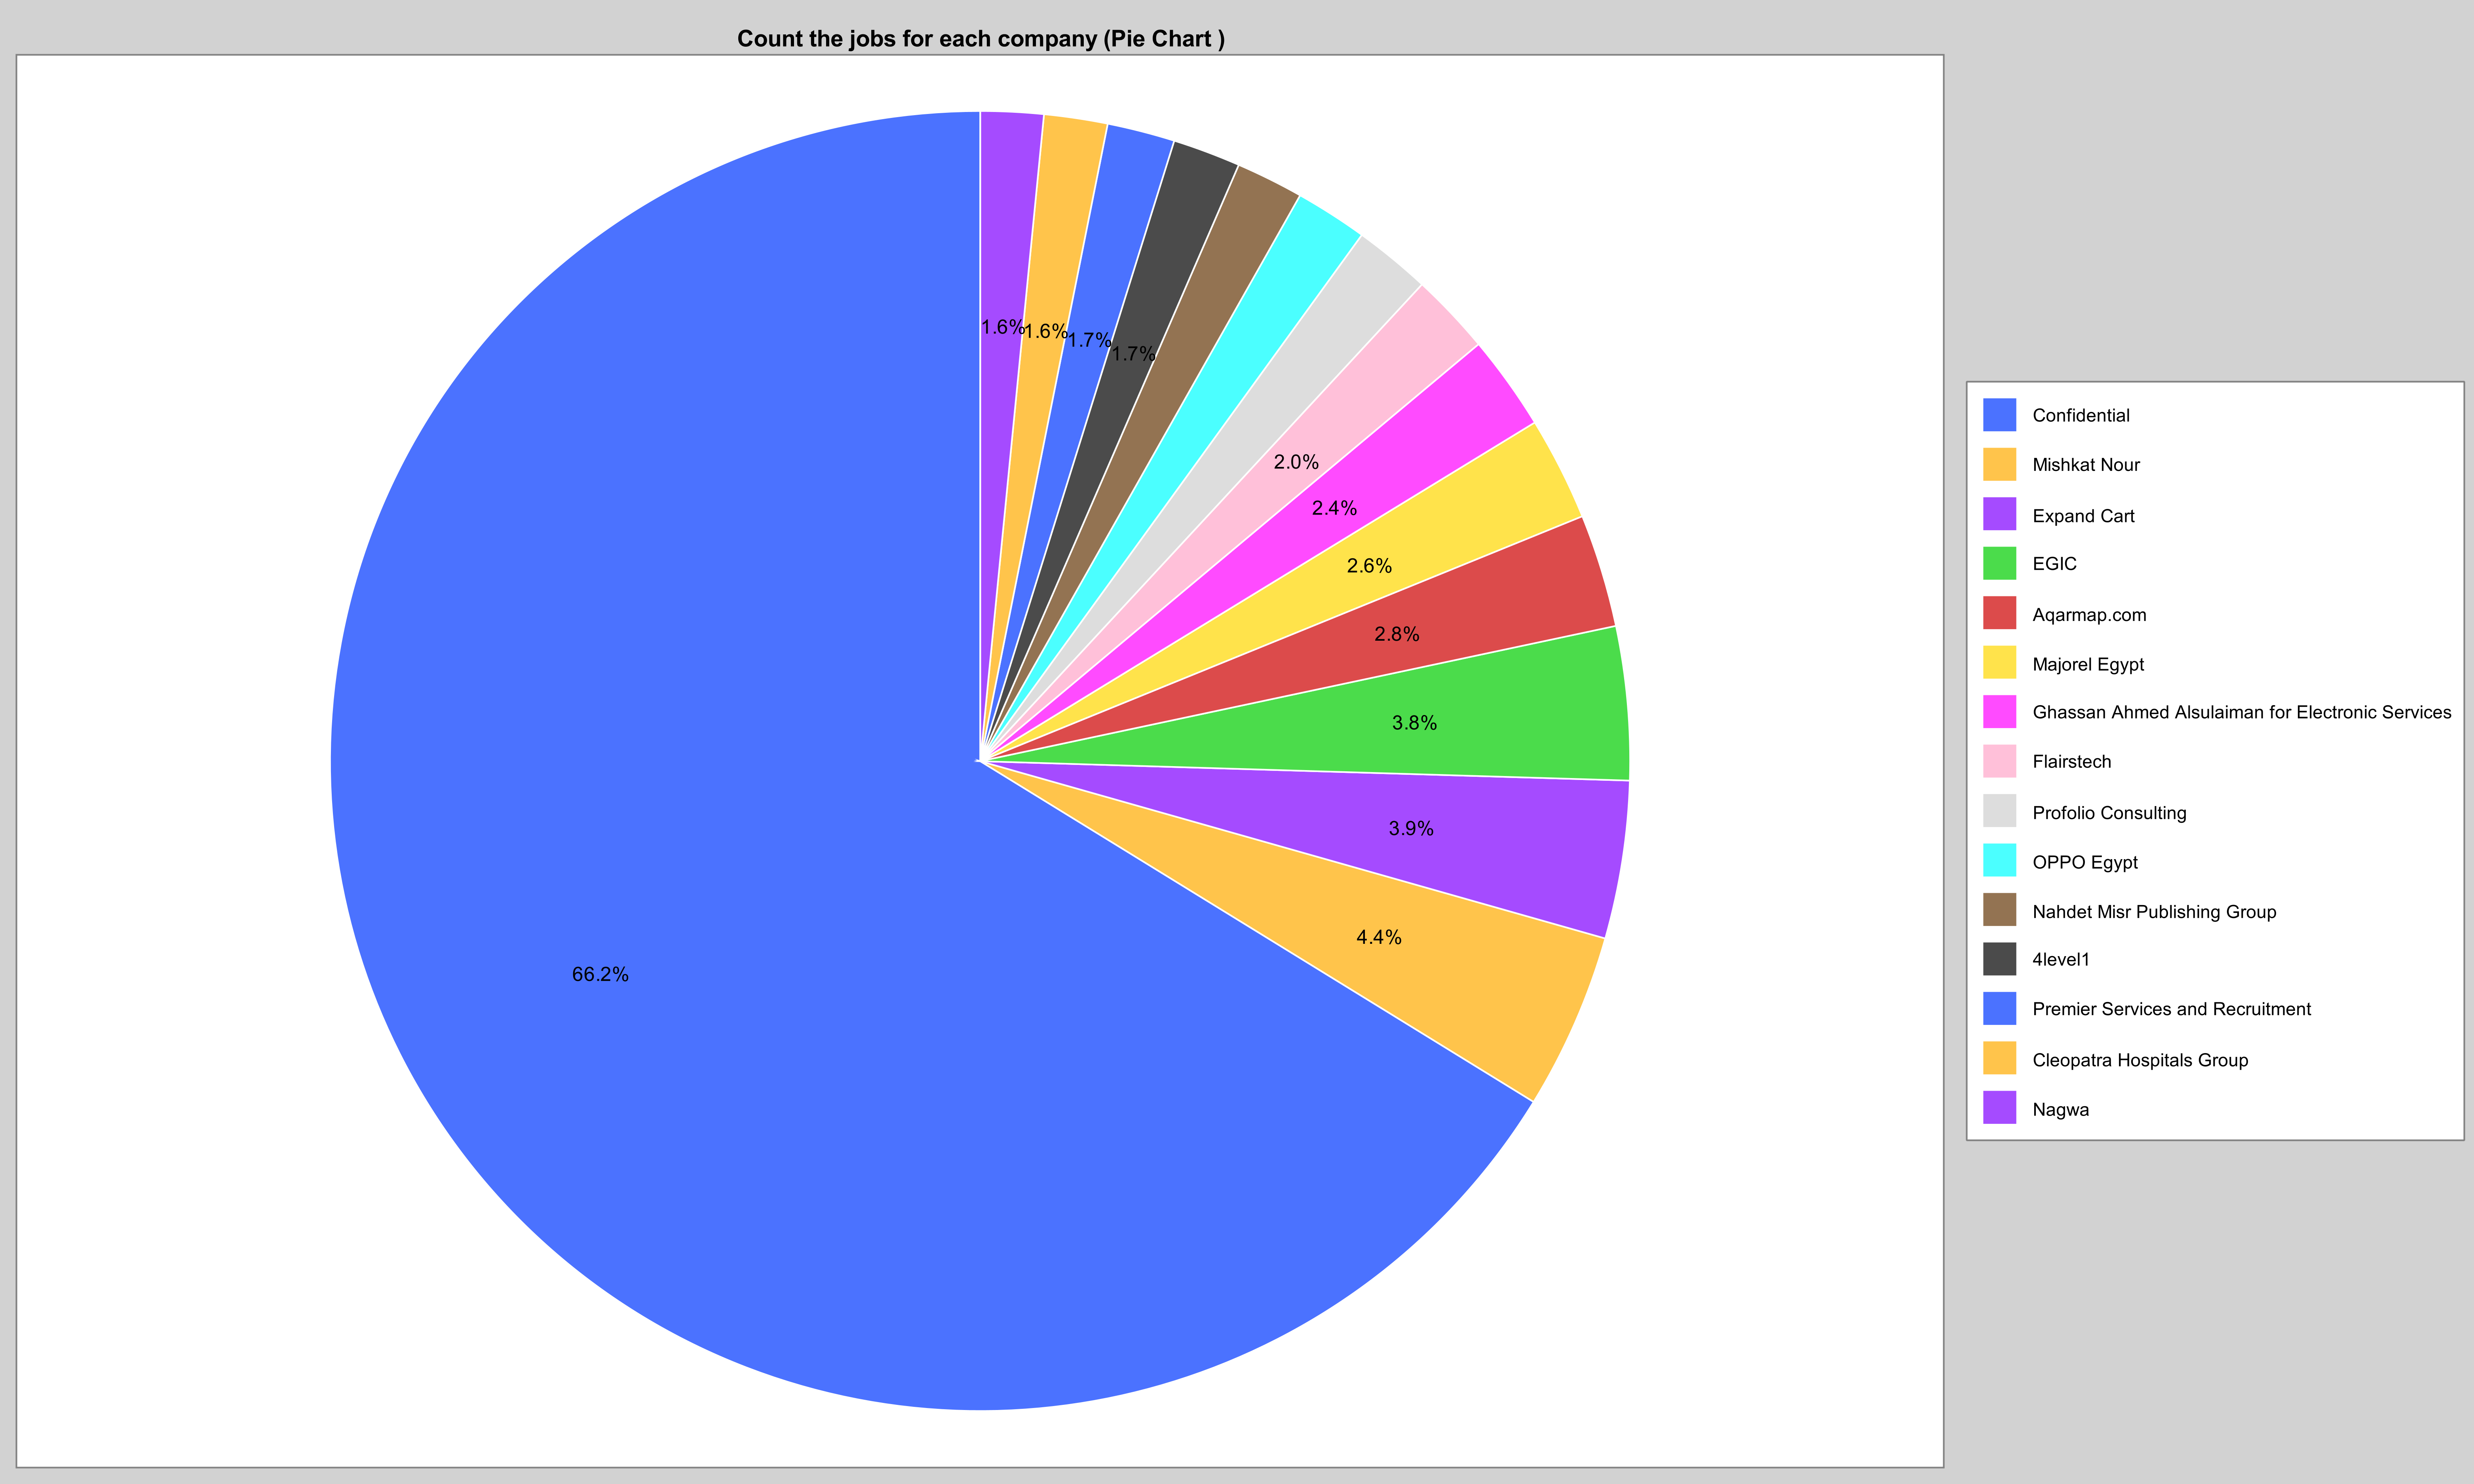 Count the jobs for each company (Pie Chart )
1.6%
1.6%
1.7%
1.7%
2.0%
2.4%
2.6%
2.8%
3.8%
3.9%
4.4%
66.2%
Confidential
Mishkat Nour
Expand Cart
EGIC
Aqarmap.com
Majorel Egypt
Ghassan Ahmed Alsulaiman for Electronic Services
Flairstech
Profolio Consulting
OPPO Egypt
Nahdet Misr Publishing Group
4level1
Premier Services and Recruitment
Cleopatra Hospitals Group
Nagwa